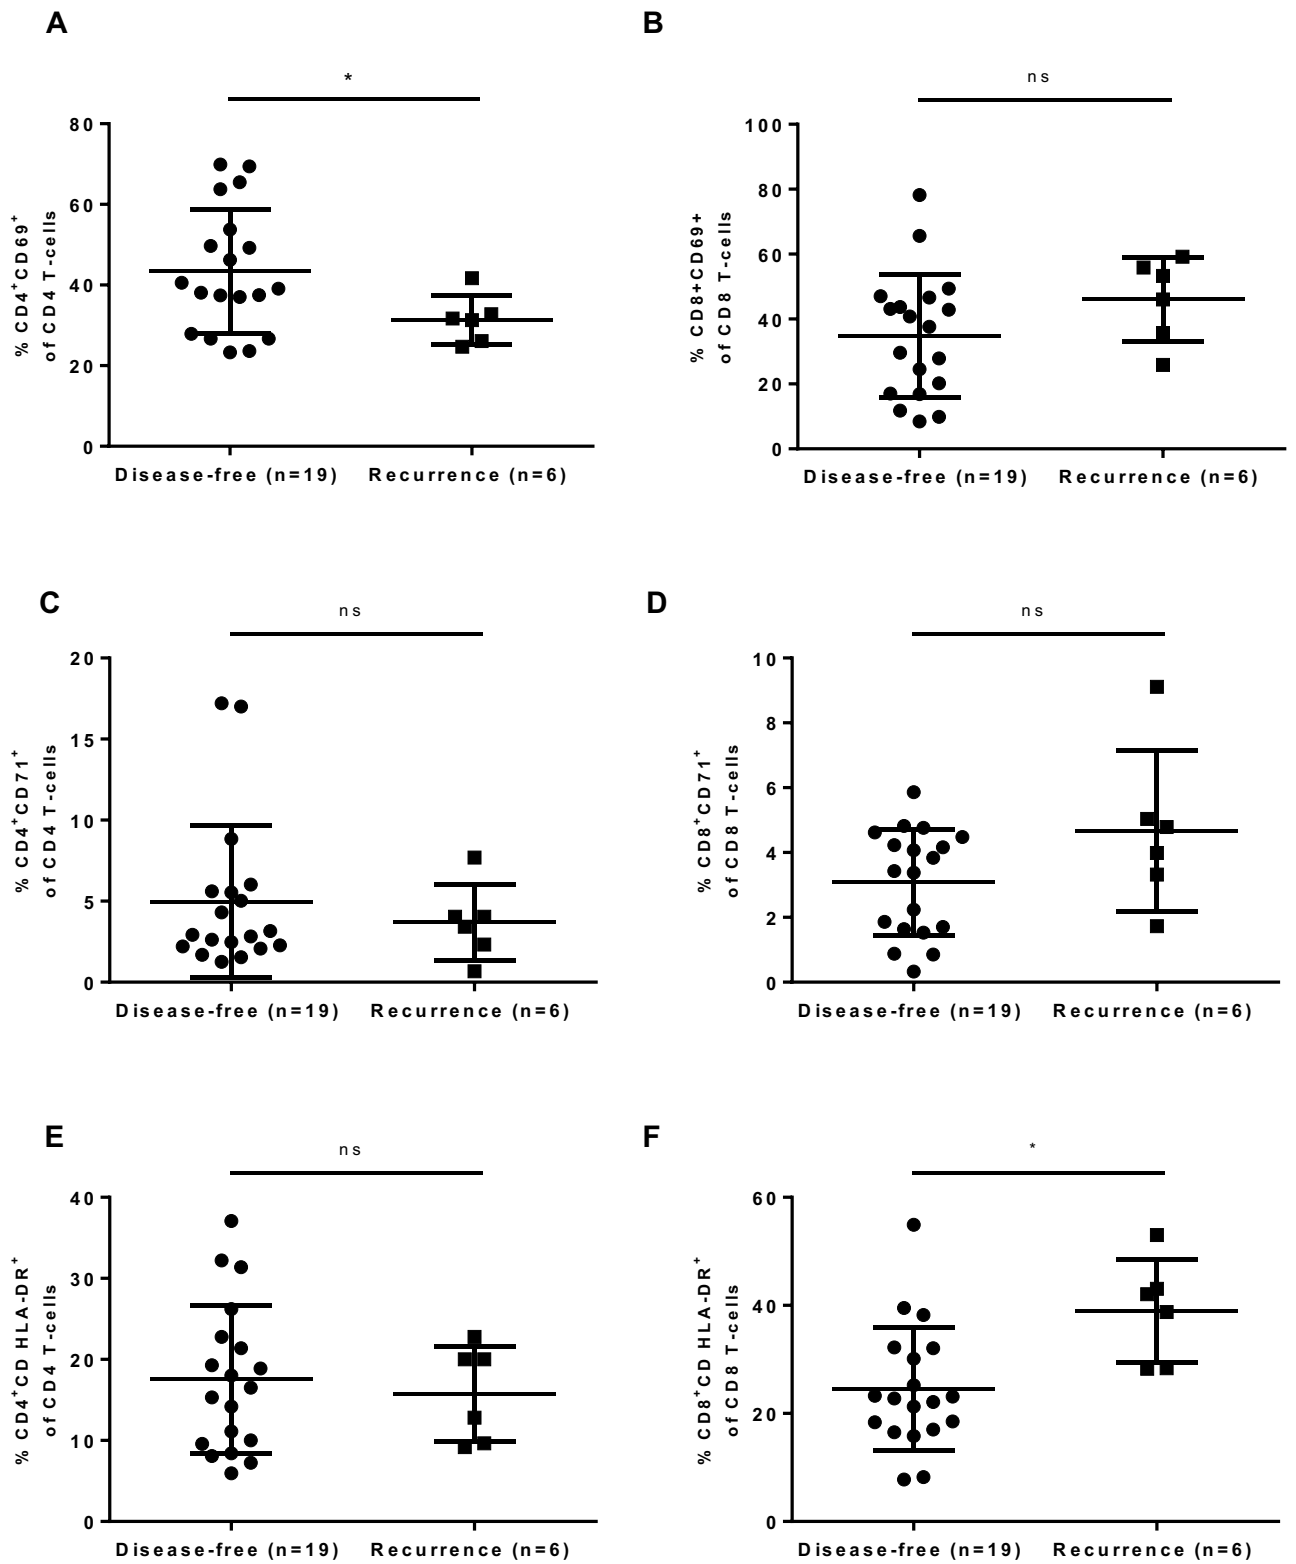 A
*
% CD4⁺CD69⁺
of CD4 T-cells
80
60
40
20
0
Disease-free (n=19) Recurrence (n=6)
B
ns
% CD8+CD69+
of CD8 T-cells
100
80
60
40
20
0
Disease-free (n=19) Recurrence (n=6)
C
ns
% CD4⁺CD71⁺
of CD4 T-cells
20
15
10
5
0
Disease-free (n=19) Recurrence (n=6)
D
ns
% CD8⁺CD71⁺
of CD8 T-cells
10
8
6
4
2
0
Disease-free (n=19) Recurrence (n=6)
E
ns
% CD4⁺CD HLA-DR⁺
of CD4 T-cells
40
30
20
10
0
Disease-free (n=19) Recurrence (n=6)
F
*
% CD8⁺CD HLA-DR⁺
of CD8 T-cells
60
40
20
0
Disease-free (n=19) Recurrence (n=6)